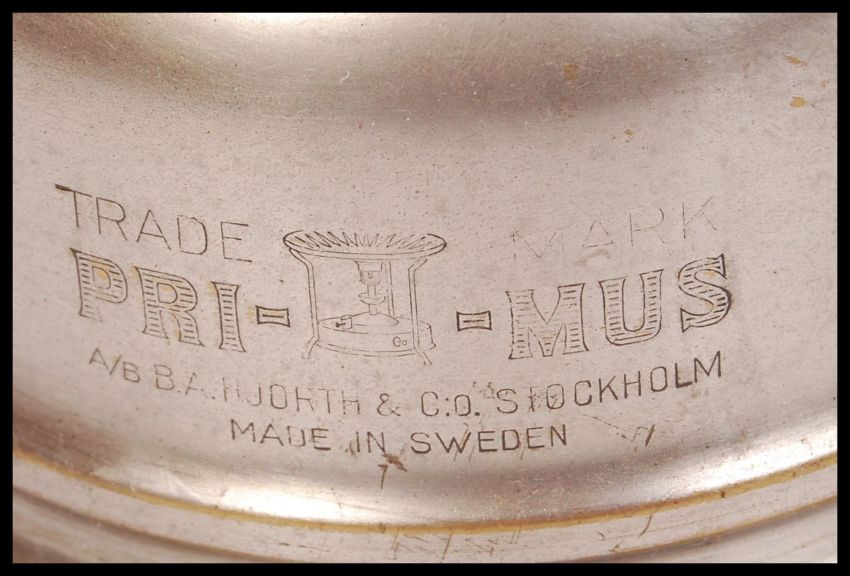 TRADE MARK
PRI- -MUS
A/B B.A. HJORTH & C:o. STOCKHOLM
MADE IN SWEDEN